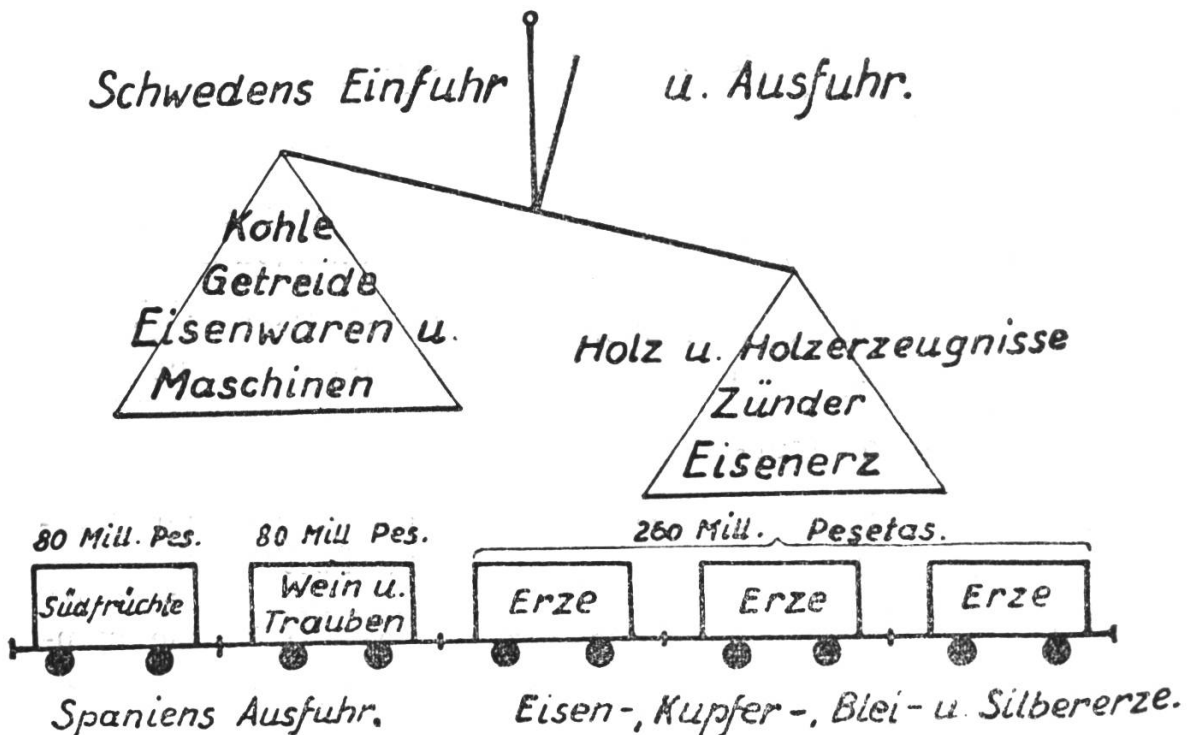 Schwedens Einfuhr u. Ausfuhr.
Kohle
Getreide
Eisenwaren u.
Maschinen
Holz u. Holzerzeugnisse
Zünder
Eisenerz
80 Mill. Pes. 80 Mill Pes. 260 Mill. Pesetas.
Südfrüchte
Wein u.
Trauben
Erze Erze Erze
Spaniens Ausfuhr. Eisen-, Kupfer-, Blei- u. Silbererze.